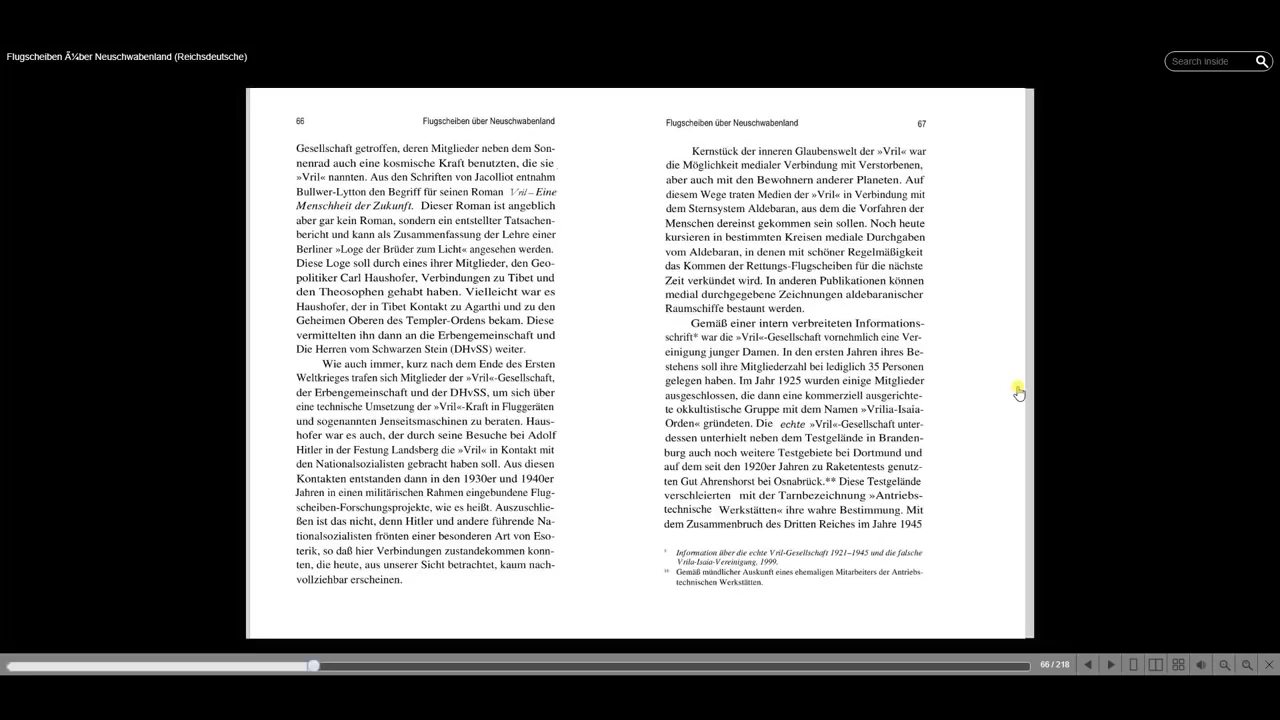 Flugscheiben Ã¼ber Neuschwabenland (Reichsdeutsche)
Search inside
66 Flugscheiben über Neuschwabenland
Gesellschaft getroffen, deren Mitglieder neben dem Son-
nenrad auch eine kosmische Kraft benutzten, die sie
»Vril« nannten. Aus den Schriften von Jacolliot entnahm
Bullwer-Lytton den Begriff für seinen Roman Vril – Eine
Menschheit der Zukunft. Dieser Roman ist angeblich
aber gar kein Roman, sondern ein entstellter Tatsachen-
bericht und kann als Zusammenfassung der Lehre einer
Berliner »Loge der Brüder zum Licht« angesehen werden.
Diese Loge soll durch eines ihrer Mitglieder, den Geo-
politiker Carl Haushofer, Verbindungen zu Tibet und
den Theosophen gehabt haben. Vielleicht war es
Haushofer, der in Tibet Kontakt zu Agarthi und zu den
Geheimen Oberen des Templer-Ordens bekam. Diese
vermittelten ihn dann an die Erbengemeinschaft und
Die Herren vom Schwarzen Stein (DHvSS) weiter.
Wie auch immer, kurz nach dem Ende des Ersten
Weltkrieges trafen sich Mitglieder der »Vril«-Gesellschaft,
der Erbengemeinschaft und der DHvSS, um sich über
eine technische Umsetzung der »Vril«-Kraft in Fluggeräten
und sogenannten Jenseitsmaschinen zu beraten. Haus-
hofer war es auch, der durch seine Besuche bei Adolf
Hitler in der Festung Landsberg die »Vril« in Kontakt mit
den Nationalsozialisten gebracht haben soll. Aus diesen
Kontakten entstanden dann in den 1930er und 1940er
Jahren in einen militärischen Rahmen eingebundene Flug-
scheiben-Forschungsprojekte, wie es heißt. Auszuschlie-
ßen ist das nicht, denn Hitler und andere führende Na-
tionalsozialisten frönten einer besonderen Art von Eso-
terik, so daß hier Verbindungen zustandekommen konn-
ten, die heute, aus unserer Sicht betrachtet, kaum nach-
vollziehbar erscheinen.
Flugscheiben über Neuschwabenland 67
Kernstück der inneren Glaubenswelt der »Vril« war
die Möglichkeit medialer Verbindung mit Verstorbenen,
aber auch mit den Bewohnern anderer Planeten. Auf
diesem Wege traten Medien der »Vril« in Verbindung mit
dem Sternsystem Aldebaran, aus dem die Vorfahren der
Menschen dereinst gekommen sein sollen. Noch heute
kursieren in bestimmten Kreisen mediale Durchgaben
vom Aldebaran, in denen mit schöner Regelmäßigkeit
das Kommen der Rettungs-Flugscheiben für die nächste
Zeit verkündet wird. In anderen Publikationen können
medial durchgegebene Zeichnungen aldebaranischer
Raumschiffe bestaunt werden.
Gemäß einer intern verbreiteten Informations-
schrift* war die »Vril«-Gesellschaft vornehmlich eine Ver-
einigung junger Damen. In den ersten Jahren ihres Be-
stehens soll ihre Mitgliederzahl bei lediglich 35 Personen
gelegen haben. Im Jahr 1925 wurden einige Mitglieder
ausgeschlossen, die dann eine kommerziell ausgerichte-
te okkultistische Gruppe mit dem Namen »Vrilia-Isaia-
Orden« gründeten. Die echte »Vril«-Gesellschaft unter-
dessen unterhielt neben dem Testgelände in Branden-
burg auch noch weitere Testgebiete bei Dortmund und
auf dem seit den 1920er Jahren zu Raketentests genutz-
ten Gut Ahrenshorst bei Osnabrück.** Diese Testgelände
verschleierten mit der Tarnbezeichnung »Antriebs-
technische Werkstätten« ihre wahre Bestimmung. Mit
dem Zusammenbruch des Dritten Reiches im Jahre 1945
* Information über die echte Vril-Gesellschaft 1921–1945 und die falsche
Vrila-Isaia-Vereinigung, 1999.
** Gemäß mündlicher Auskunft eines ehemaligen Mitarbeiters der Antriebs-
technischen Werkstätten.
66 / 218